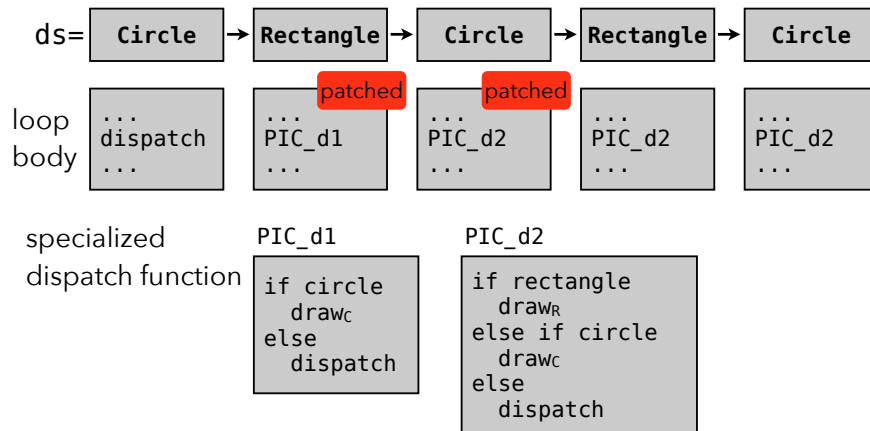 ds= Circle Rectangle Circle Rectangle Circle
patched patched
loop body
...
dispatch
...
...
PIC_d1
...
...
PIC_d2
...
...
PIC_d2
...
...
PIC_d2
...
specialized
dispatch function
PIC_d1
if circle
drawC
else
dispatch
PIC_d2
if rectangle
drawR
else if circle
drawC
else
dispatch